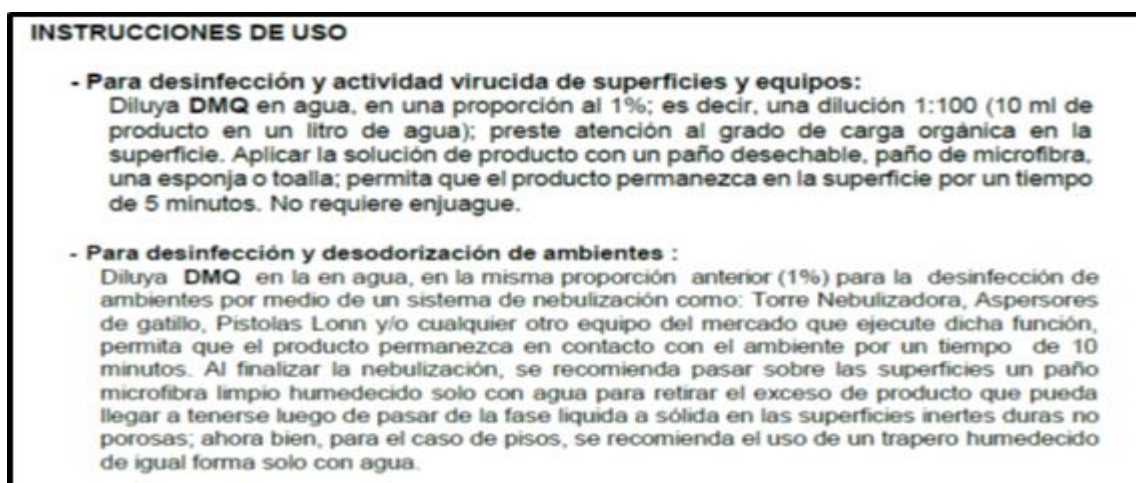 INSTRUCCIONES DE USO
- Para desinfección y actividad virucida de superficies y equipos:
Diluya DMQ en agua, en una proporción al 1%; es decir, una dilución 1:100 (10 ml de
producto en un litro de agua); preste atención al grado de carga orgánica en la
superficie. Aplicar la solución de producto con un paño desechable, paño de microfibra,
una esponja o toalla; permita que el producto permanezca en la superficie por un tiempo
de 5 minutos. No requiere enjuague.
- Para desinfección y desodorización de ambientes :
Diluya DMQ en la en agua, en la misma proporción anterior (1%) para la desinfección de
ambientes por medio de un sistema de nebulización como: Torre Nebulizadora, Aspersores
de gatillo, Pistolas Lonn y/o cualquier otro equipo del mercado que ejecute dicha función,
permita que el producto permanezca en contacto con el ambiente por un tiempo de 10
minutos. Al finalizar la nebulización, se recomienda pasar sobre las superficies un paño
microfibra limpio humedecido solo con agua para retirar el exceso de producto que pueda
llegar a tenerse luego de pasar de la fase liquida a sólida en las superficies inertes duras no
porosas; ahora bien, para el caso de pisos, se recomienda el uso de un trapero humedecido
de igual forma solo con agua.